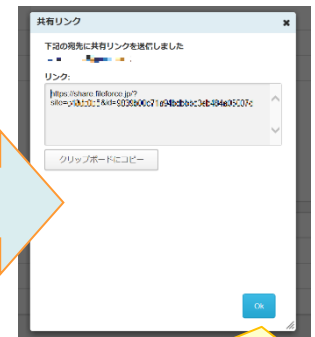 共有リンク
下記の宛先に共有リンクを送信しました
リンク:
https://share.fileforce.jp/?
クリップボードにコピー
Ok